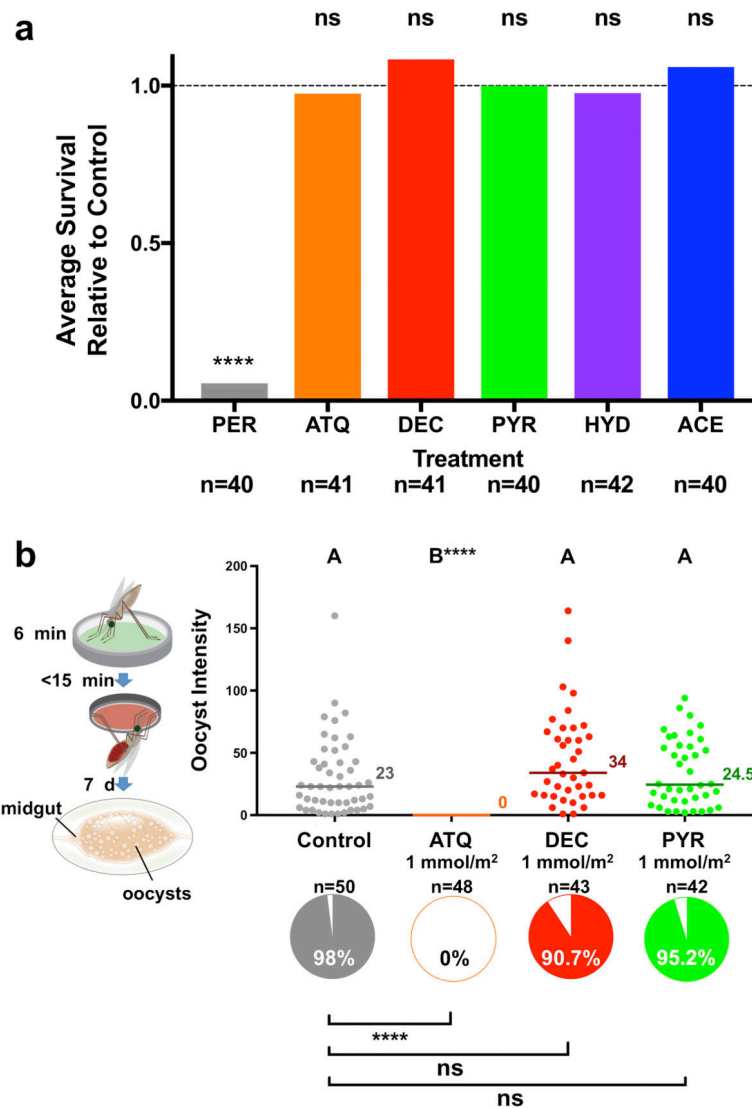 a
ns ns ns ns ns
Average Survival
Relative to Control
1.0
0.5
0.0
****
PER ATQ DEC PYR HYD ACE
Treatment
n=40 n=41 n=41 n=40 n=42 n=40
b
6 min
<15 min
7 d
midgut
oocysts
A B**** A A
Oocyst Intensity
200
150
100
50
0
23
0
34
24.5
Control ATQ DEC PYR
1 mmol/m² 1 mmol/m² 1 mmol/m²
n=50 n=48 n=43 n=42
98% 0% 90.7% 95.2%
****
ns
ns